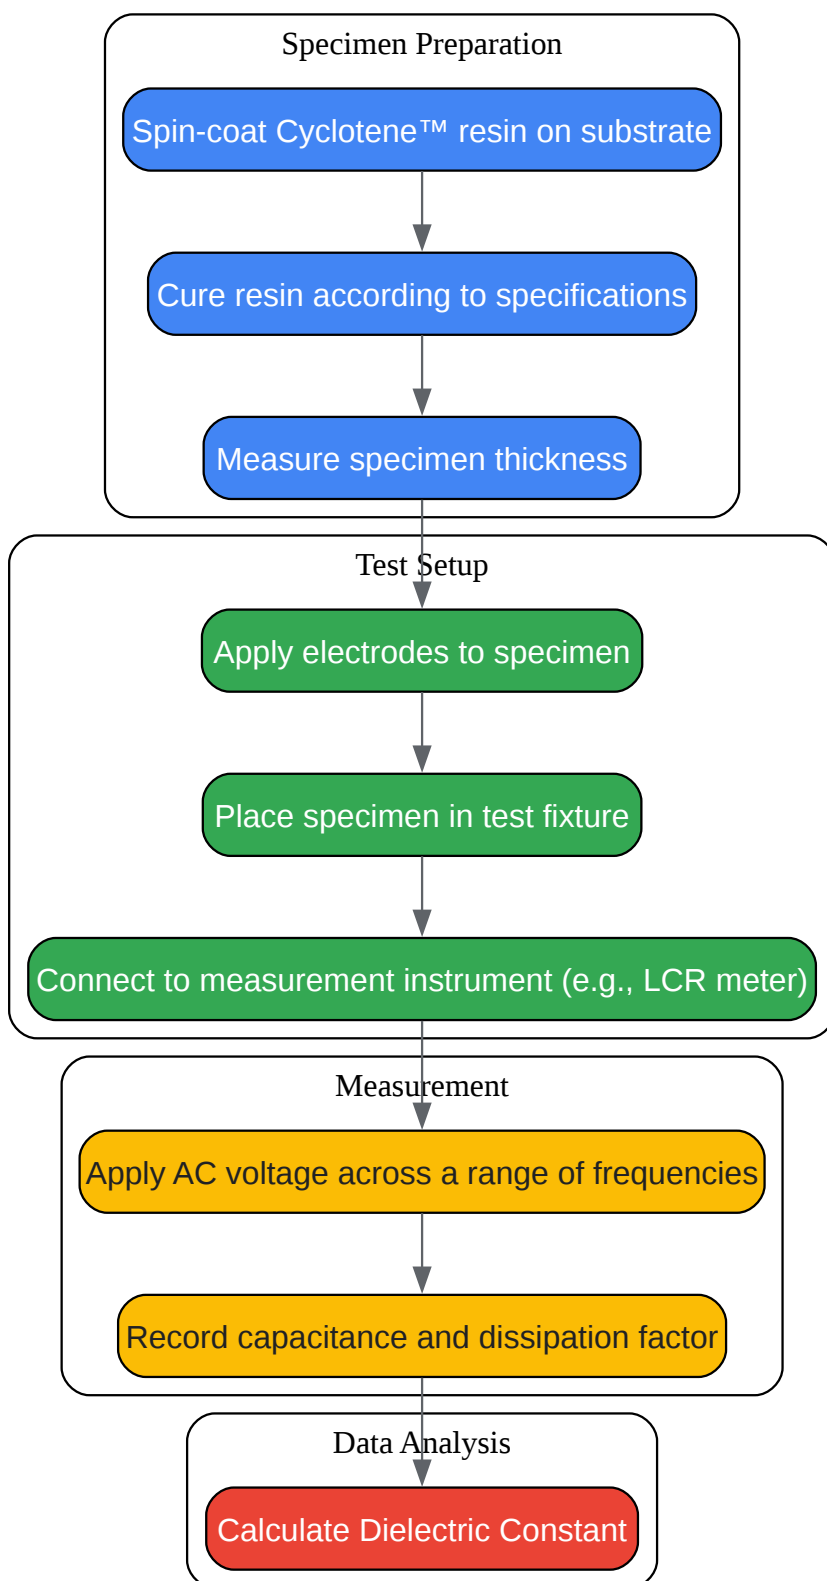 Specimen Preparation
Spin-coat Cyclotene™ resin on substrate
Cure resin according to specifications
Measure specimen thickness
Test Setup
Apply electrodes to specimen
Place specimen in test fixture
Connect to measurement instrument (e.g., LCR meter)
Measurement
Apply AC voltage across a range of frequencies
Record capacitance and dissipation factor
Data Analysis
Calculate Dielectric Constant